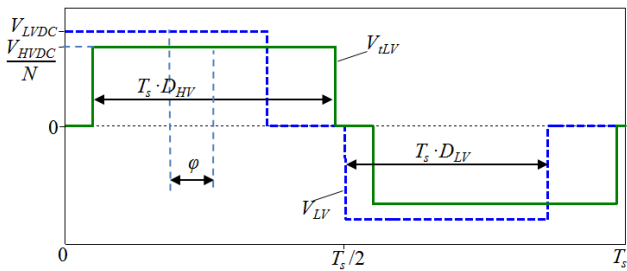 V_LVDC
V_HVDC
N
V_tLV
T_s·D_HV
0
T_s·D_LV
φ
V_LV
0
T_s/2
T_s